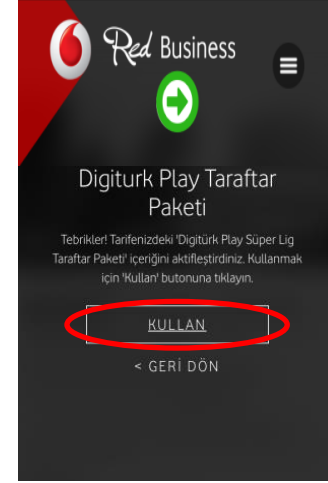 Red Business
Digiturk Play Taraftar
Paketi
Tebrikler! Tarifenizdeki 'Digitürk Play Süper Lig
Taraftar Paketi' içeriğini aktifleştirdiniz. Kullanmak
için 'Kullan' butonuna tıklayın.
KULLAN
< GERİ DÖN